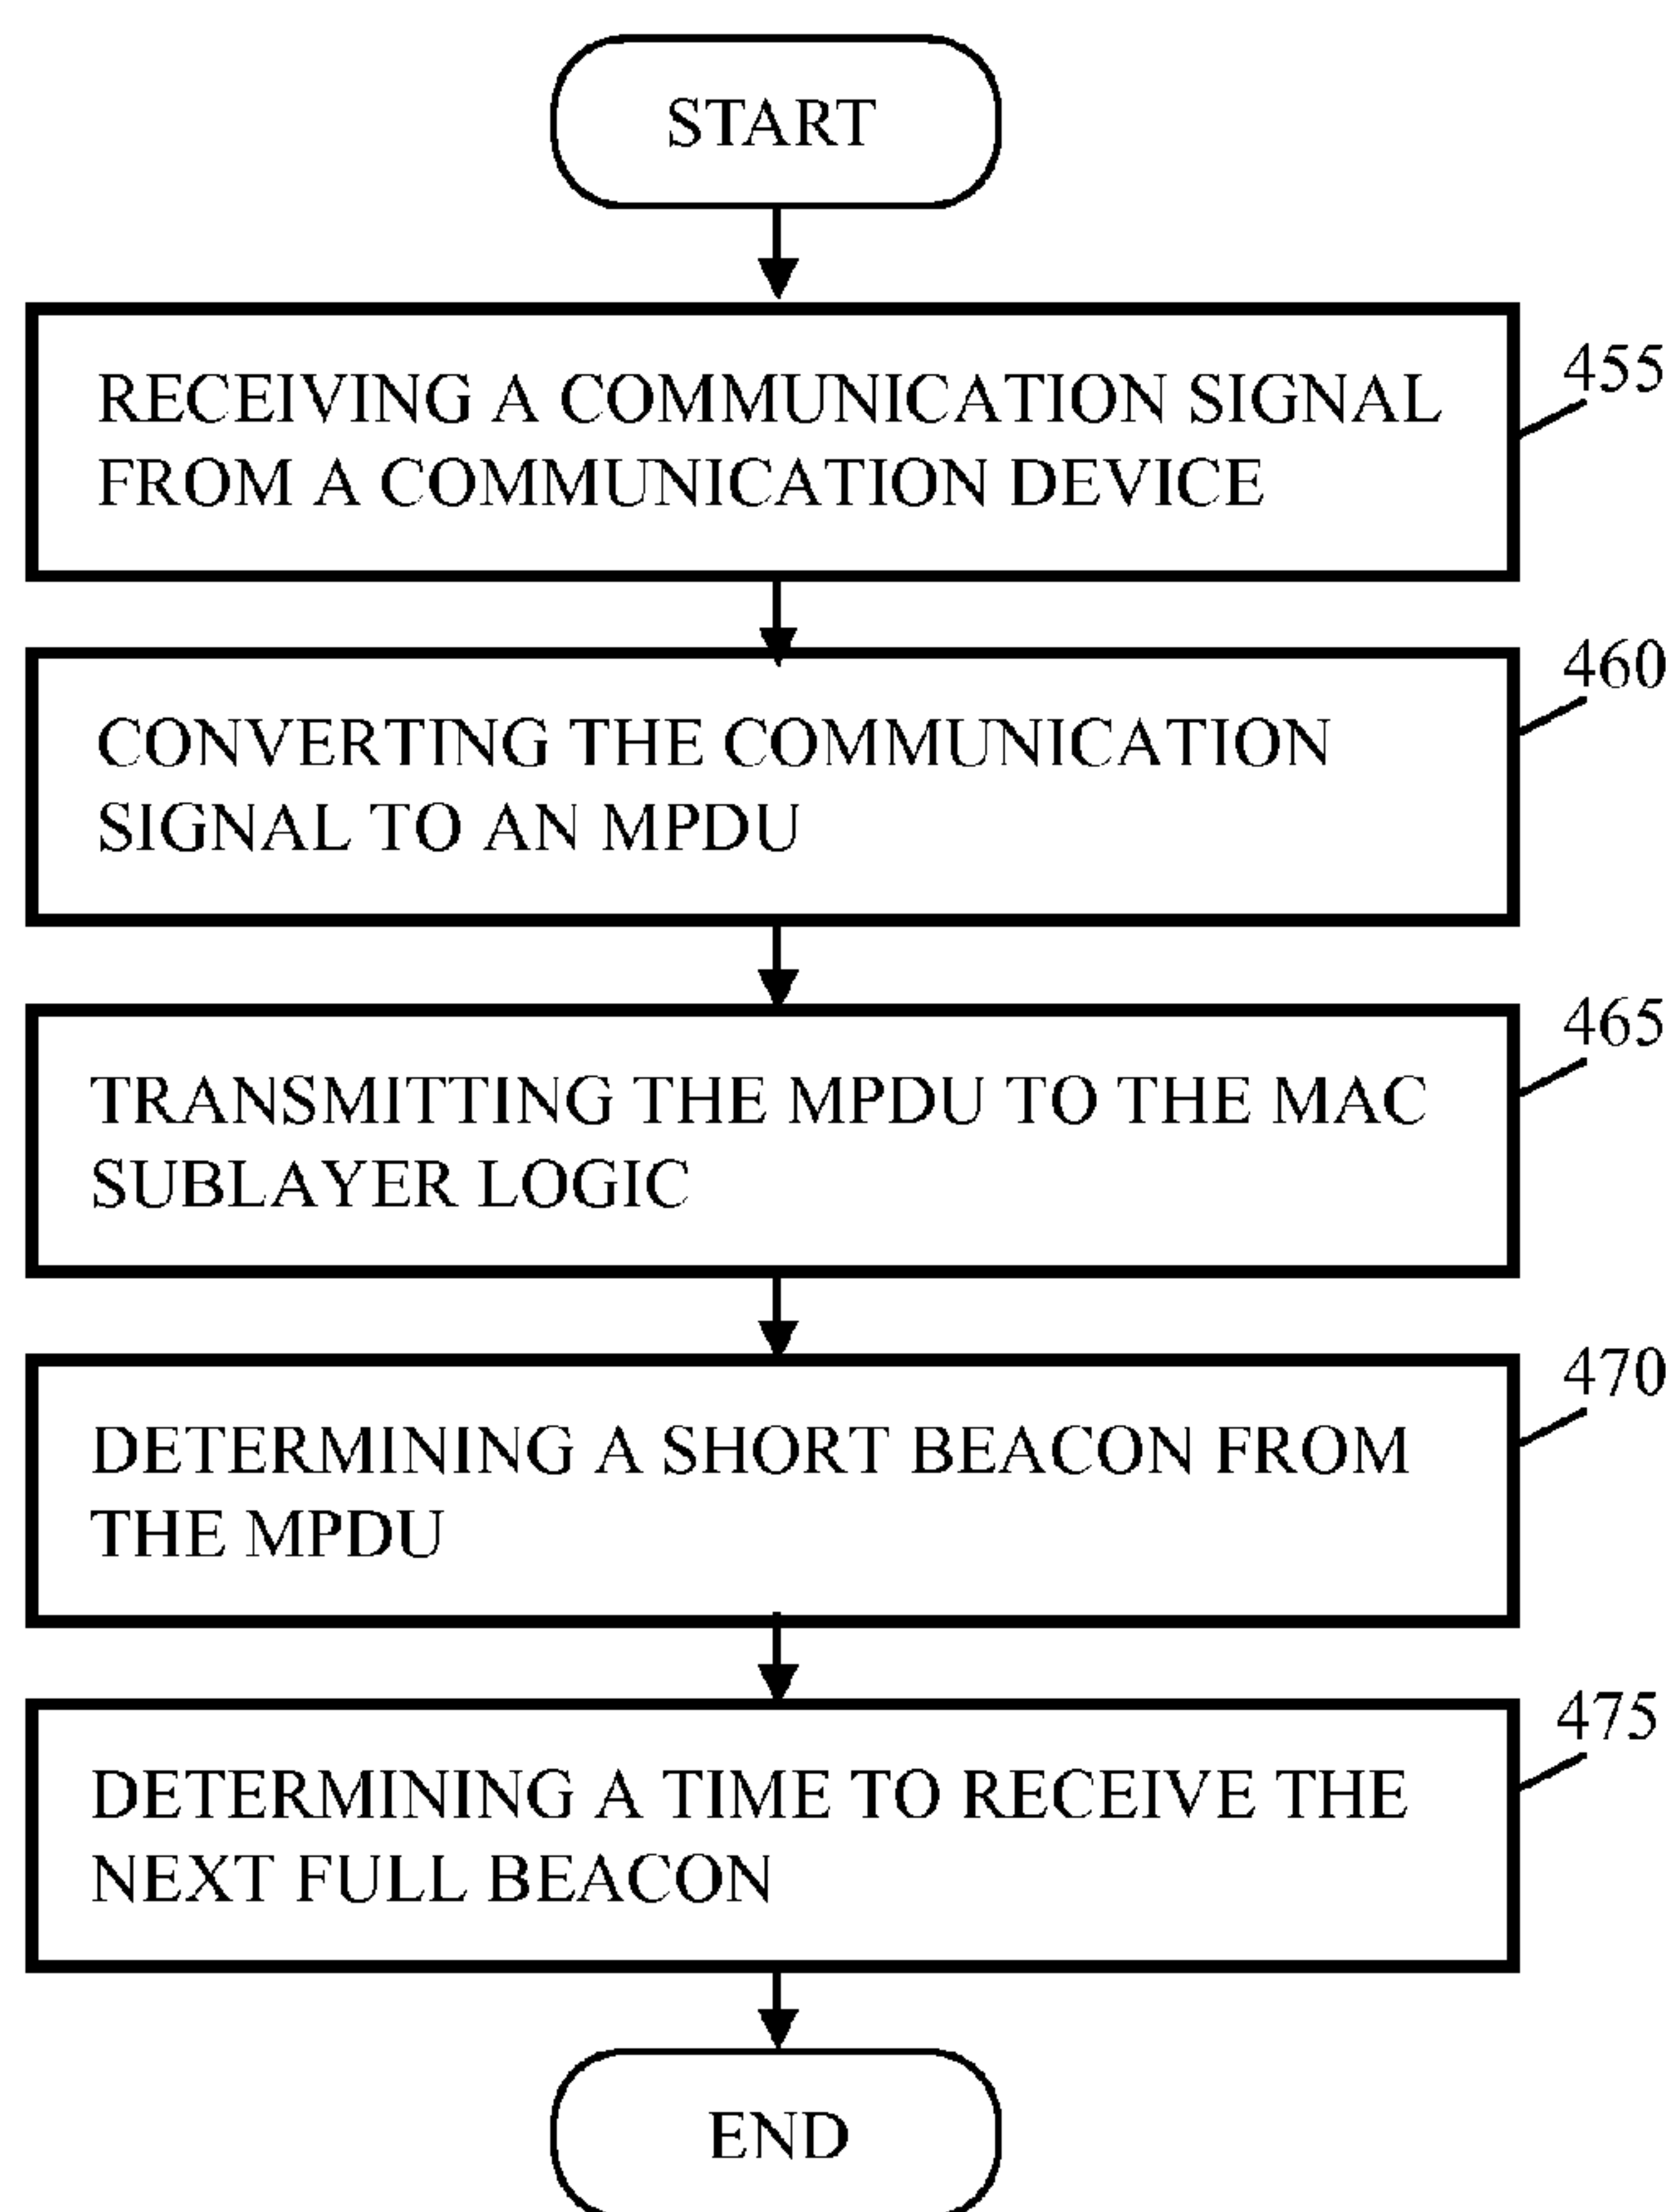 START
RECEIVING A COMMUNICATION SIGNAL
FROM A COMMUNICATION DEVICE
455
CONVERTING THE COMMUNICATION
SIGNAL TO AN MPDU
460
TRANSMITTING THE MPDU TO THE MAC
SUBLAYER LOGIC
465
DETERMINING A SHORT BEACON FROM
THE MPDU
470
DETERMINING A TIME TO RECEIVE THE
NEXT FULL BEACON
475
END